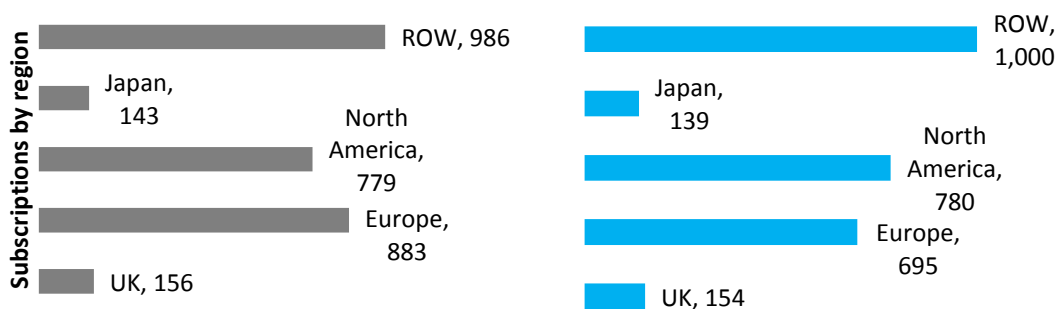 Subscriptions by region
ROW, 986
Japan,
143
North
America,
779
Europe,
883
UK, 156
ROW,
1,000
Japan,
139
North
America,
780
Europe,
695
UK, 154